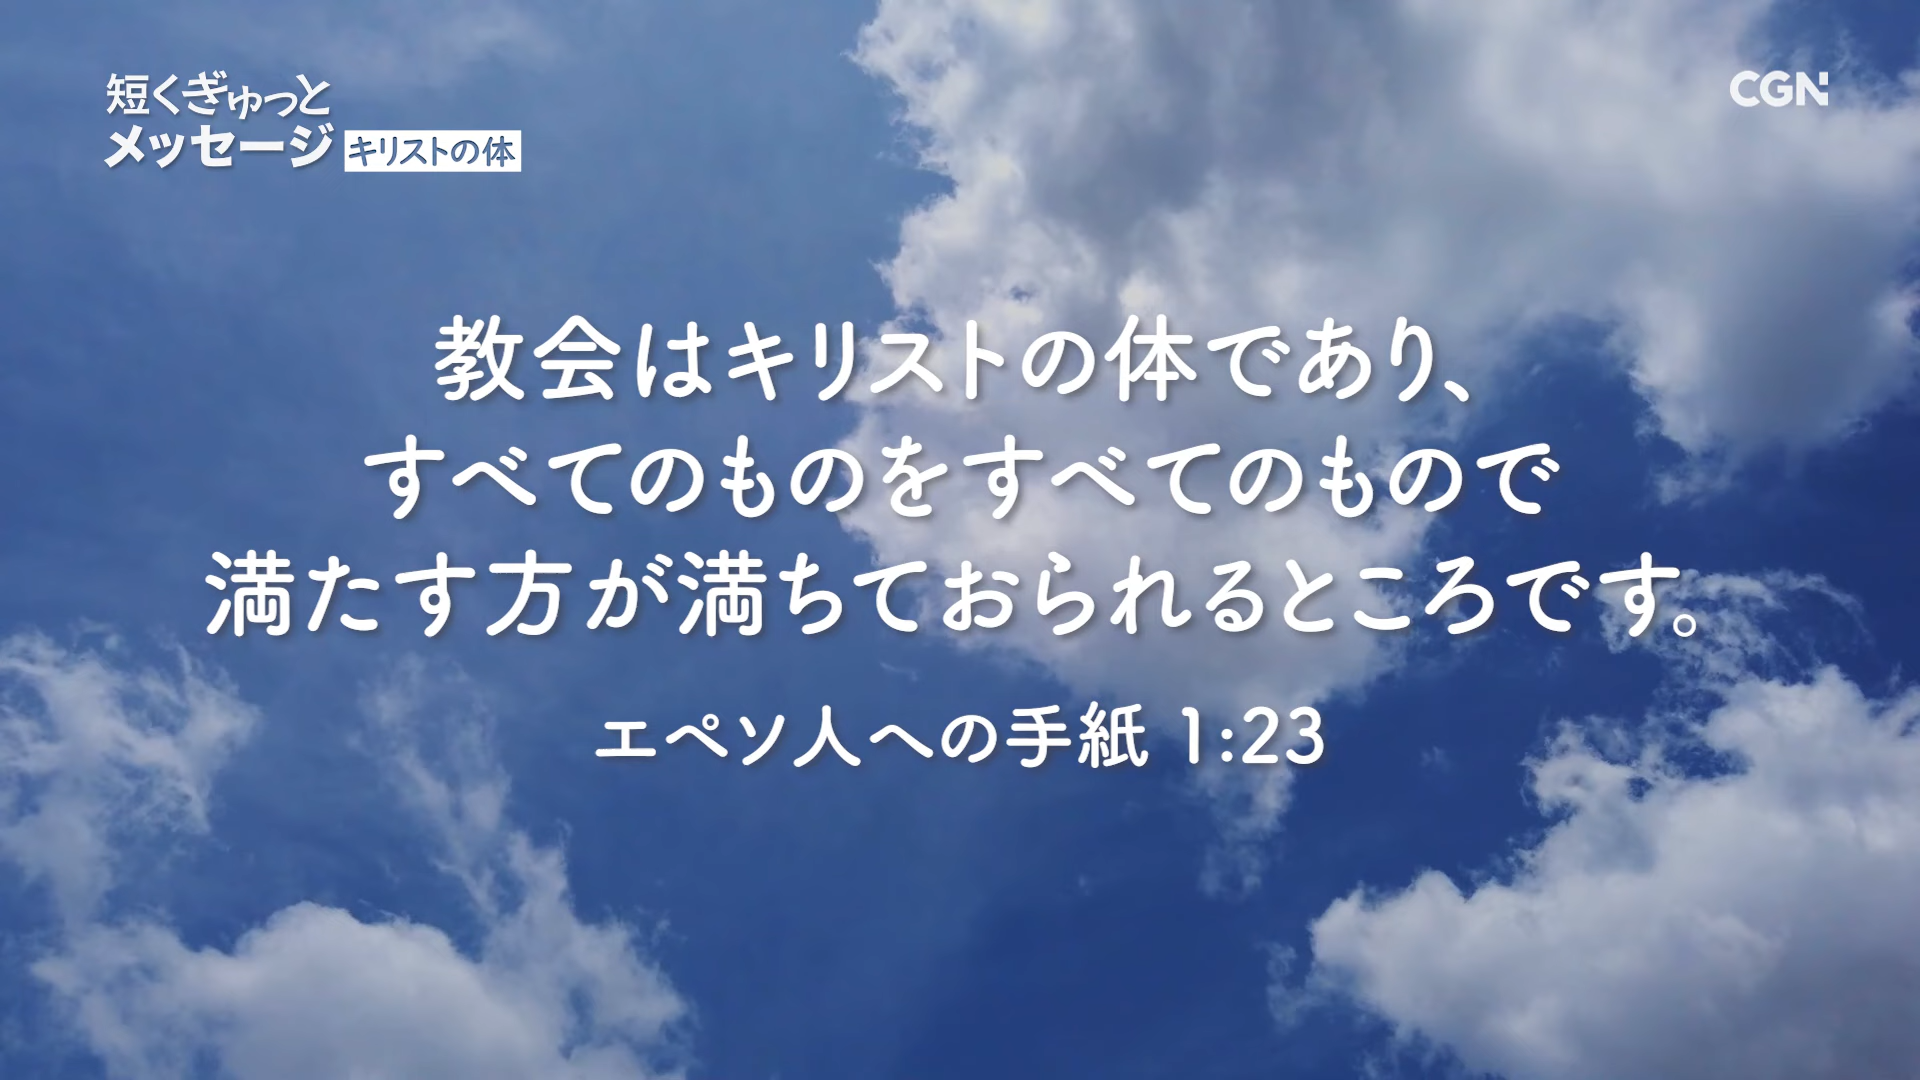 短くぎゅっと
メッセージ キリストの体
CGN
教会はキリストの体であり、
すべてのものをすべてのもので
満たす方が満ちておられるところです。
エペソ人への手紙 1:23